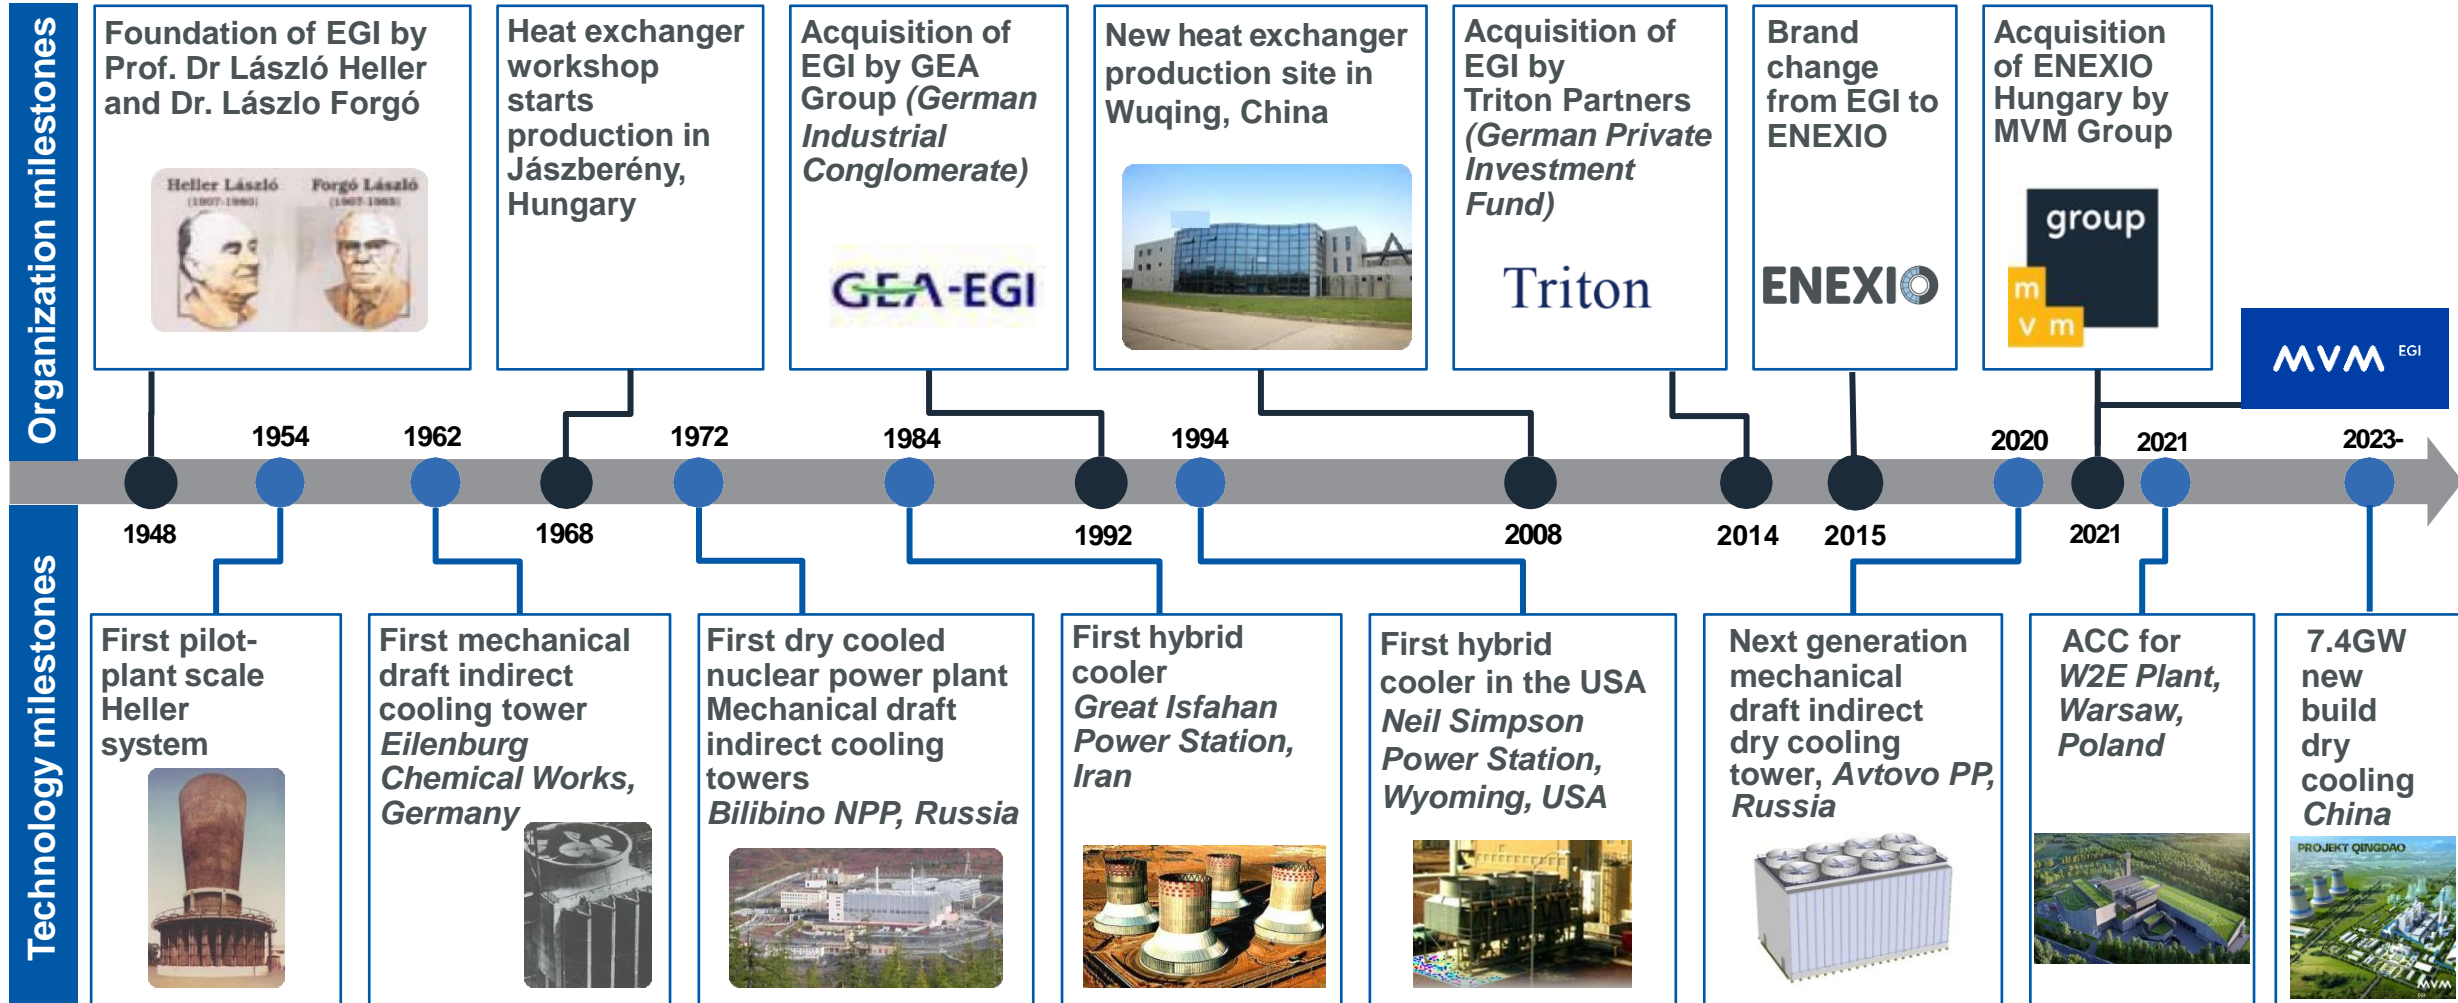 Organization milestones
Foundation of EGI by
Prof. Dr László Heller
and Dr. Lászlo Forgó
Heller László
(1907-1980)
Forgó László
(1907-1985)
Heat exchanger
workshop
starts
production in
Jászberény,
Hungary
Acquisition of
EGI by GEA
Group (German
Industrial
Conglomerate)
GEA-EGI
New heat exchanger
production site in
Wuqing, China
Acquisition of
EGI by
Triton Partners
(German Private
Investment
Fund)
Triton
Brand
change
from EGI to
ENEXIO
ENEXIO
Acquisition
of ENEXIO
Hungary by
MVM Group
group
m
v m
MVM EGI
1954
1962
1972
1984
1994
2020
2021
2023-
1948
1968
1992
2008
2014
2015
2021
Technology milestones
First pilot-
plant scale
Heller
system
First mechanical
draft indirect
cooling tower
Eilenburg
Chemical Works,
Germany
First dry cooled
nuclear power plant
Mechanical draft
indirect cooling
towers
Bilibino NPP, Russia
First hybrid
cooler
Great Isfahan
Power Station,
Iran
First hybrid
cooler in the USA
Neil Simpson
Power Station,
Wyoming, USA
Next generation
mechanical
draft indirect
dry cooling
tower, Avtovo PP,
Russia
ACC for
W2E Plant,
Warsaw,
Poland
7.4GW
new
build
dry
cooling
China
PROJEKT QINGDAO
MVM
EGI